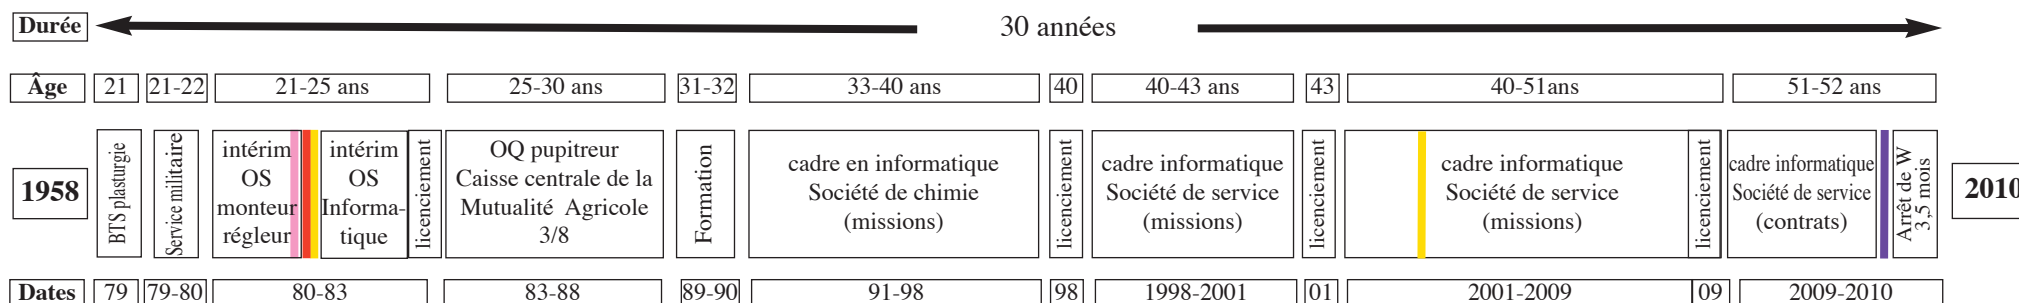 Durée 30 années
Âge 21 21-22 21-25 ans 25-30 ans 31-32 33-40 ans 40 40-43 ans 43 40-51ans 51-52 ans
1958
BTS plasturgie
Service militaire
intérim
OS
monteur
régleur
intérim
OS
Informa-
tique
licenciement
OQ pupitreur
Caisse centrale de la
Mutualité Agricole
3/8
Formation
cadre en informatique
Société de chimie
(missions)
licenciement
cadre informatique
Société de service
(missions)
licenciement
cadre informatique
Société de service
(missions)
licenciement
cadre informatique
Société de service
(contrats)
Arrêt de W
3,5 mois
2010
Dates 79 79-80 80-83 83-88 89-90 91-98 98 1998-2001 01 2001-2009 09 2009-2010